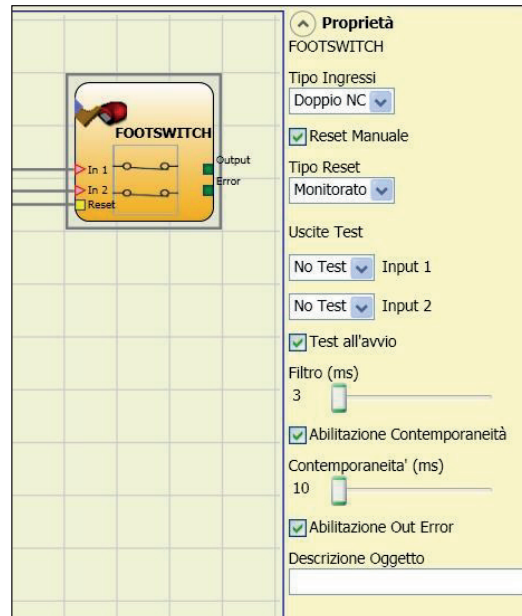 FOOTSWITCH
In 1
In 2
Reset
Output
Error
Proprietà
FOOTSWITCH
Tipo Ingressi
Doppio NC
Reset Manuale
Tipo Reset
Monitorato
Uscite Test
No Test Input 1
No Test Input 2
Test all'avvio
Filtro (ms)
3
Abilitazione Contemporaneità
Contemporaneita' (ms)
10
Abilitazione Out Error
Descrizione Oggetto